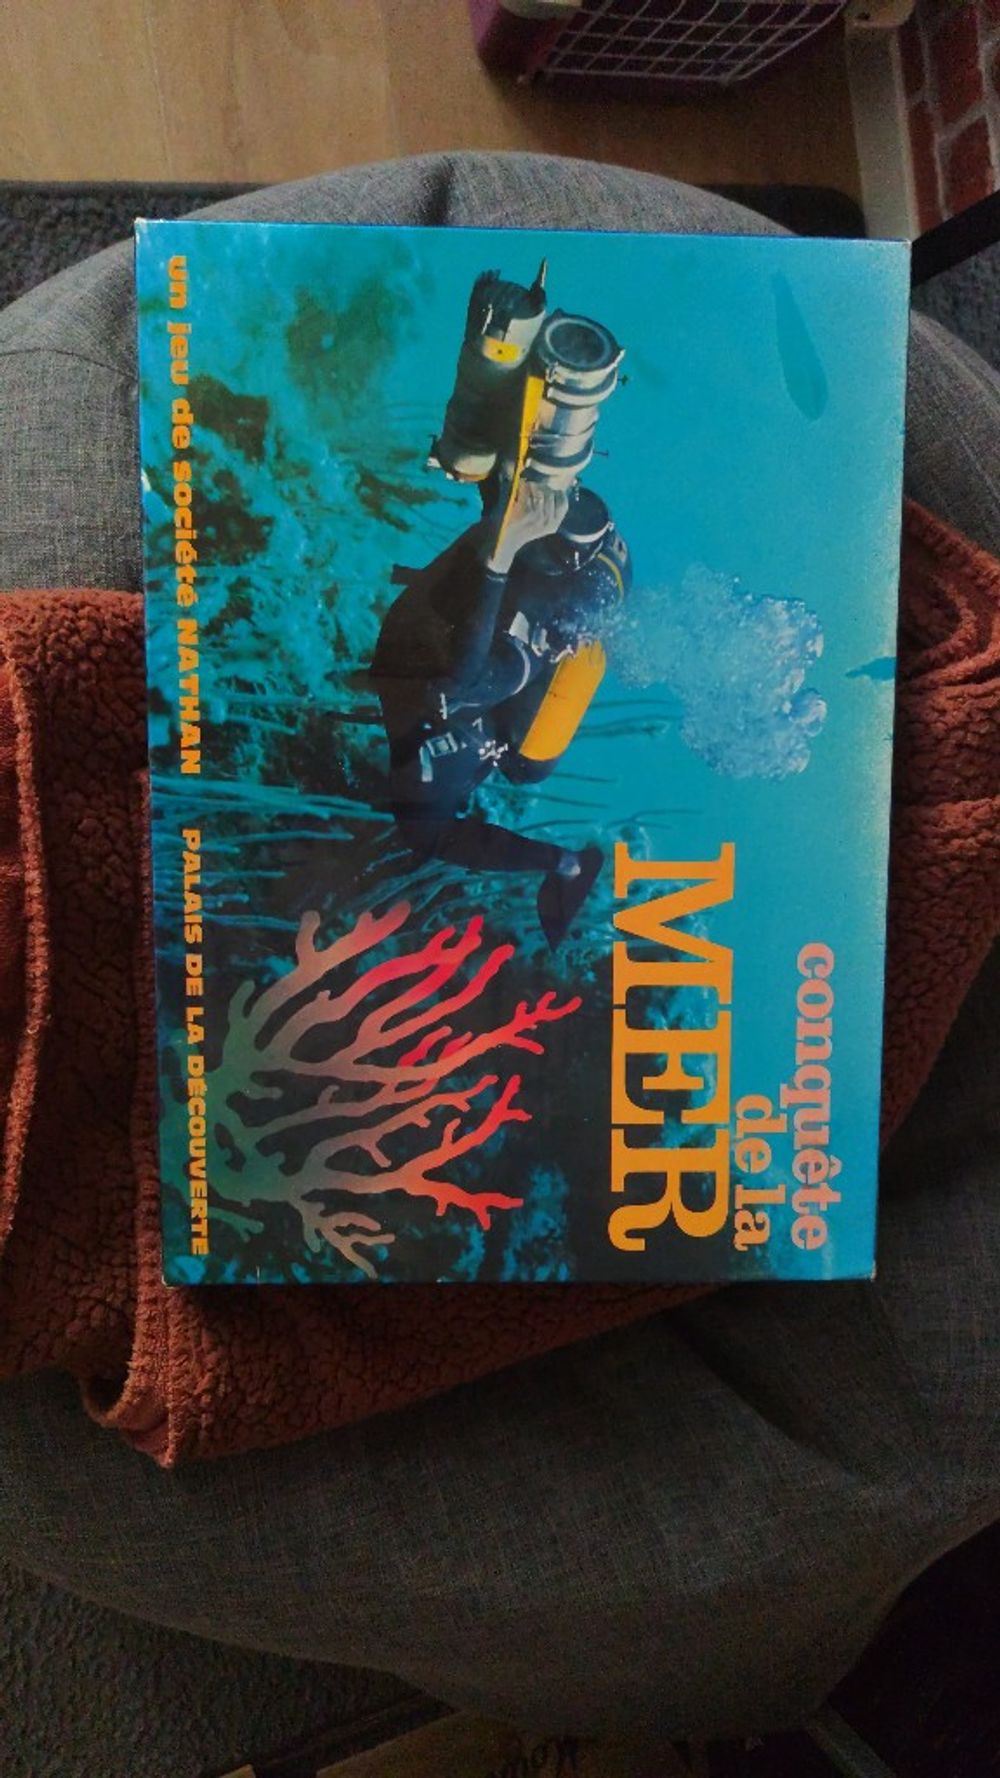 conquête
de la
MER
un jeu de société NATHAN PALAIS DE LA DÉCOUVERTE